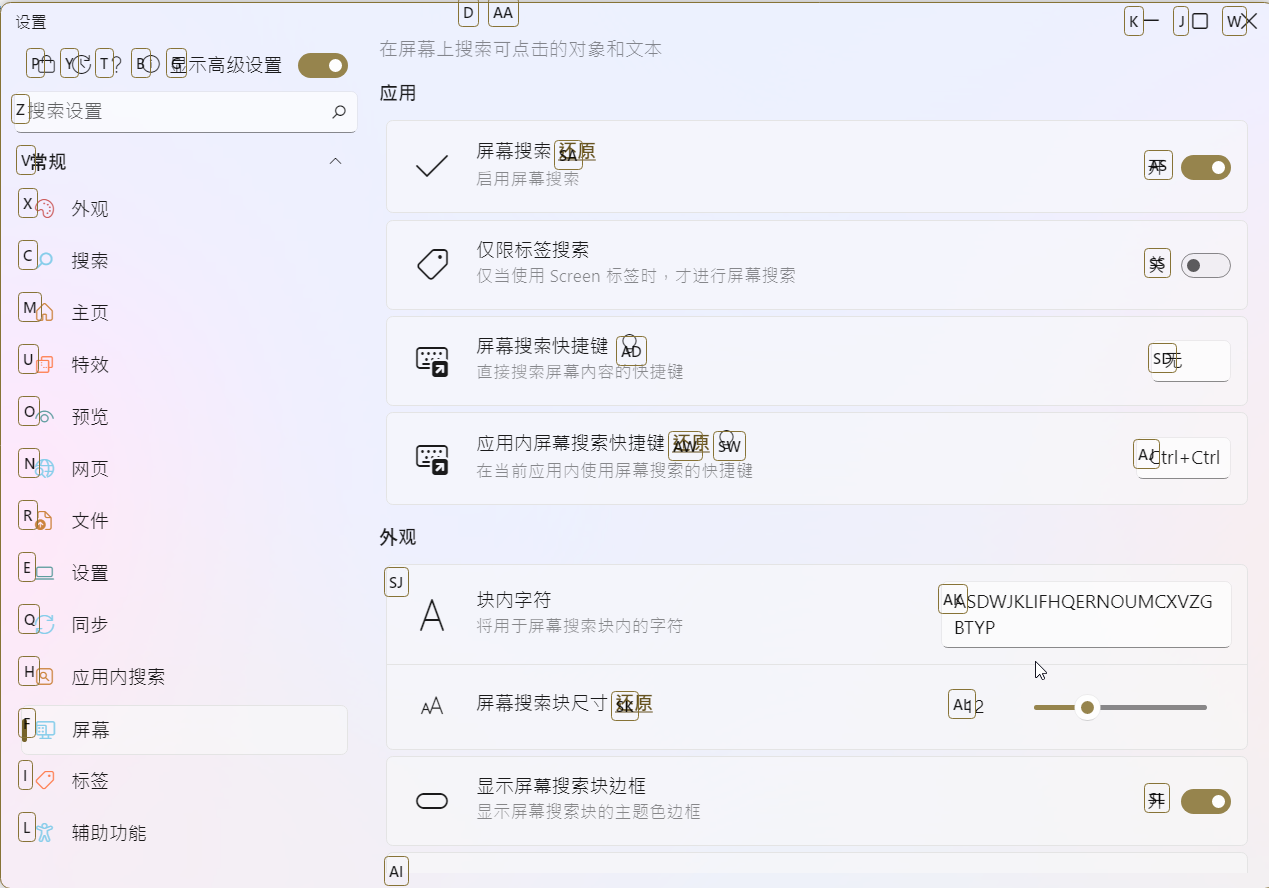 设置
D AA
K J W
P Y T B G 显示高级设置
在屏幕上搜索可点击的对象和文本
Z 搜索设置
应用
V 常规
屏幕搜索 SA 还原
启用屏幕搜索
AS 开
X 外观
C 搜索
仅限标签搜索
仅当使用 Screen 标签时，才进行屏幕搜索
SS 关
M 主页
屏幕搜索快捷键 AD
直接搜索屏幕内容的快捷键
SD 无
U 特效
O 预览
应用内屏幕搜索快捷键 AW 还原 SW
在当前应用内使用屏幕搜索的快捷键
AJ Ctrl+Ctrl
N 网页
R 文件
外观
E 设置
SJ
块内字符
将用于屏幕搜索块内的字符
AK ASDWJKLIFHQERNOUMCXVZG
BTYP
Q 同步
H 应用内搜索
屏幕搜索块尺寸 SK 还原
AL 12
F 屏幕
I 标签
显示屏幕搜索块边框
显示屏幕搜索块的主题色边框
开
L 辅助功能
AI